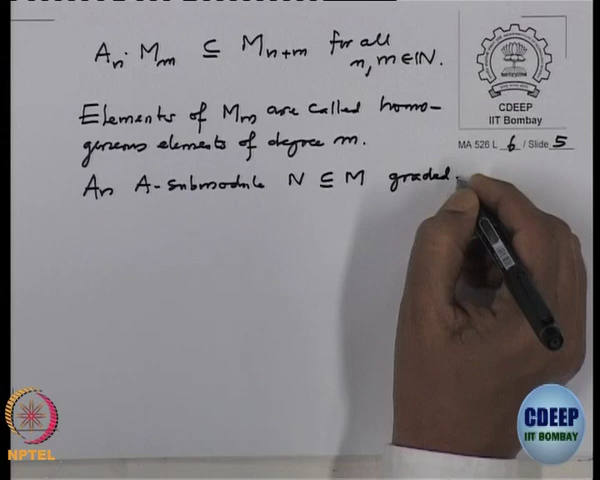 Aₙ · Mₘ ⊆ Mₙ₊ₘ for all
n, m ∈ ℕ.
Elements of Mₘ are called homo-
geneous elements of degree m.
An A-submodule N ⊆ M graded
CDEEP
IIT Bombay
MA 526 L 6 / Slide 5
NPTEL
CDEEP
IIT BOMBAY